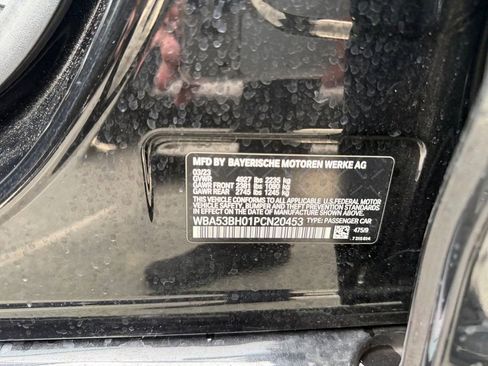 MFD BY BAYERISCHE MOTOREN WERKE AG
03/23
GVWR 4927 lbs 2235 kg
GAWR FRONT 2381 lbs 1080 kg
GAWR REAR 2745 lbs 1245 kg
THIS VEHICLE CONFORMS TO ALL APPLICABLE U.S. FEDERAL MOTOR
VEHICLE SAFETY, BUMPER, AND THEFT PREVENTION STANDARDS IN
EFFECT ON THE DATE OF MANUFACTURE SHOWN ABOVE.
WBA53BH01PCN20453 TYPE: PASSENGER CAR
475/9